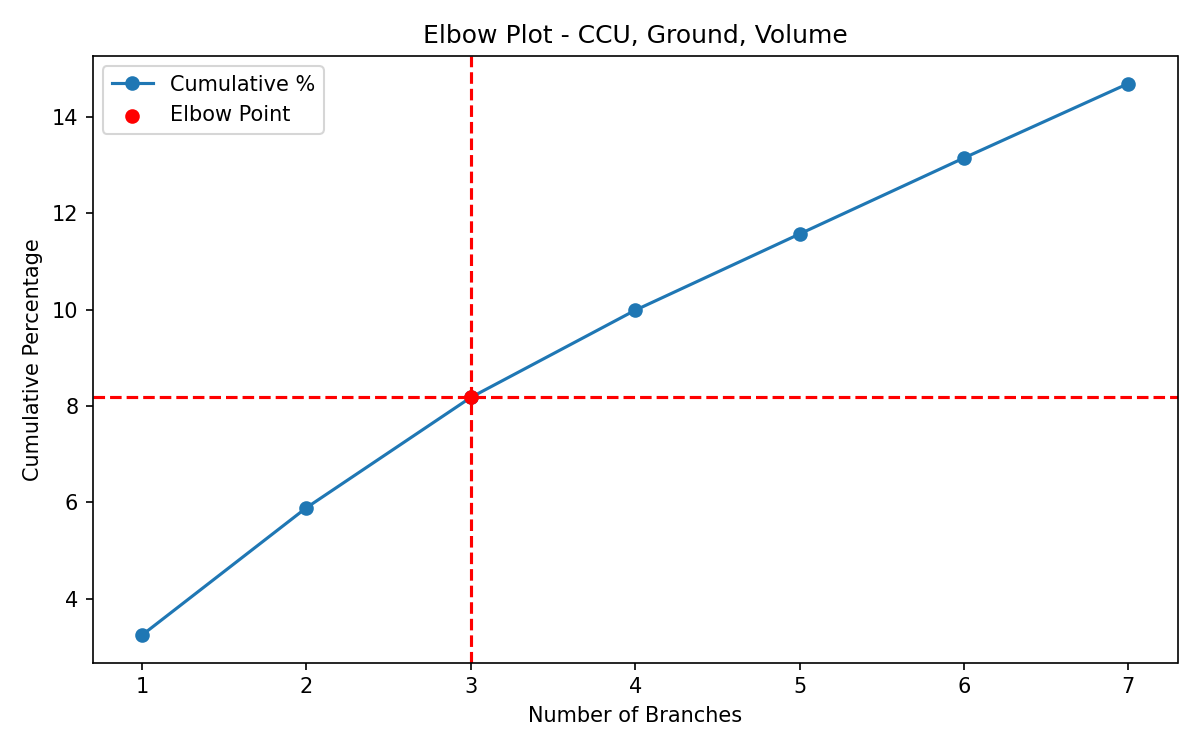 Elbow Plot - CCU, Ground, Volume
Cumulative %
Elbow Point
Cumulative Percentage
14
12
10
8
6
4
1 2 3 4 5 6 7
Number of Branches